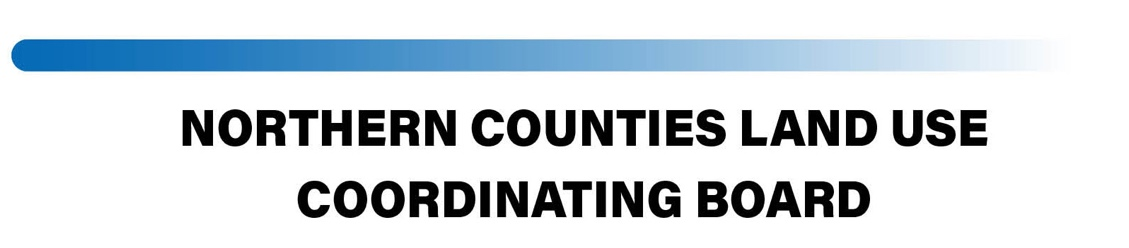 NORTHERN COUNTIES LAND USE
COORDINATING BOARD